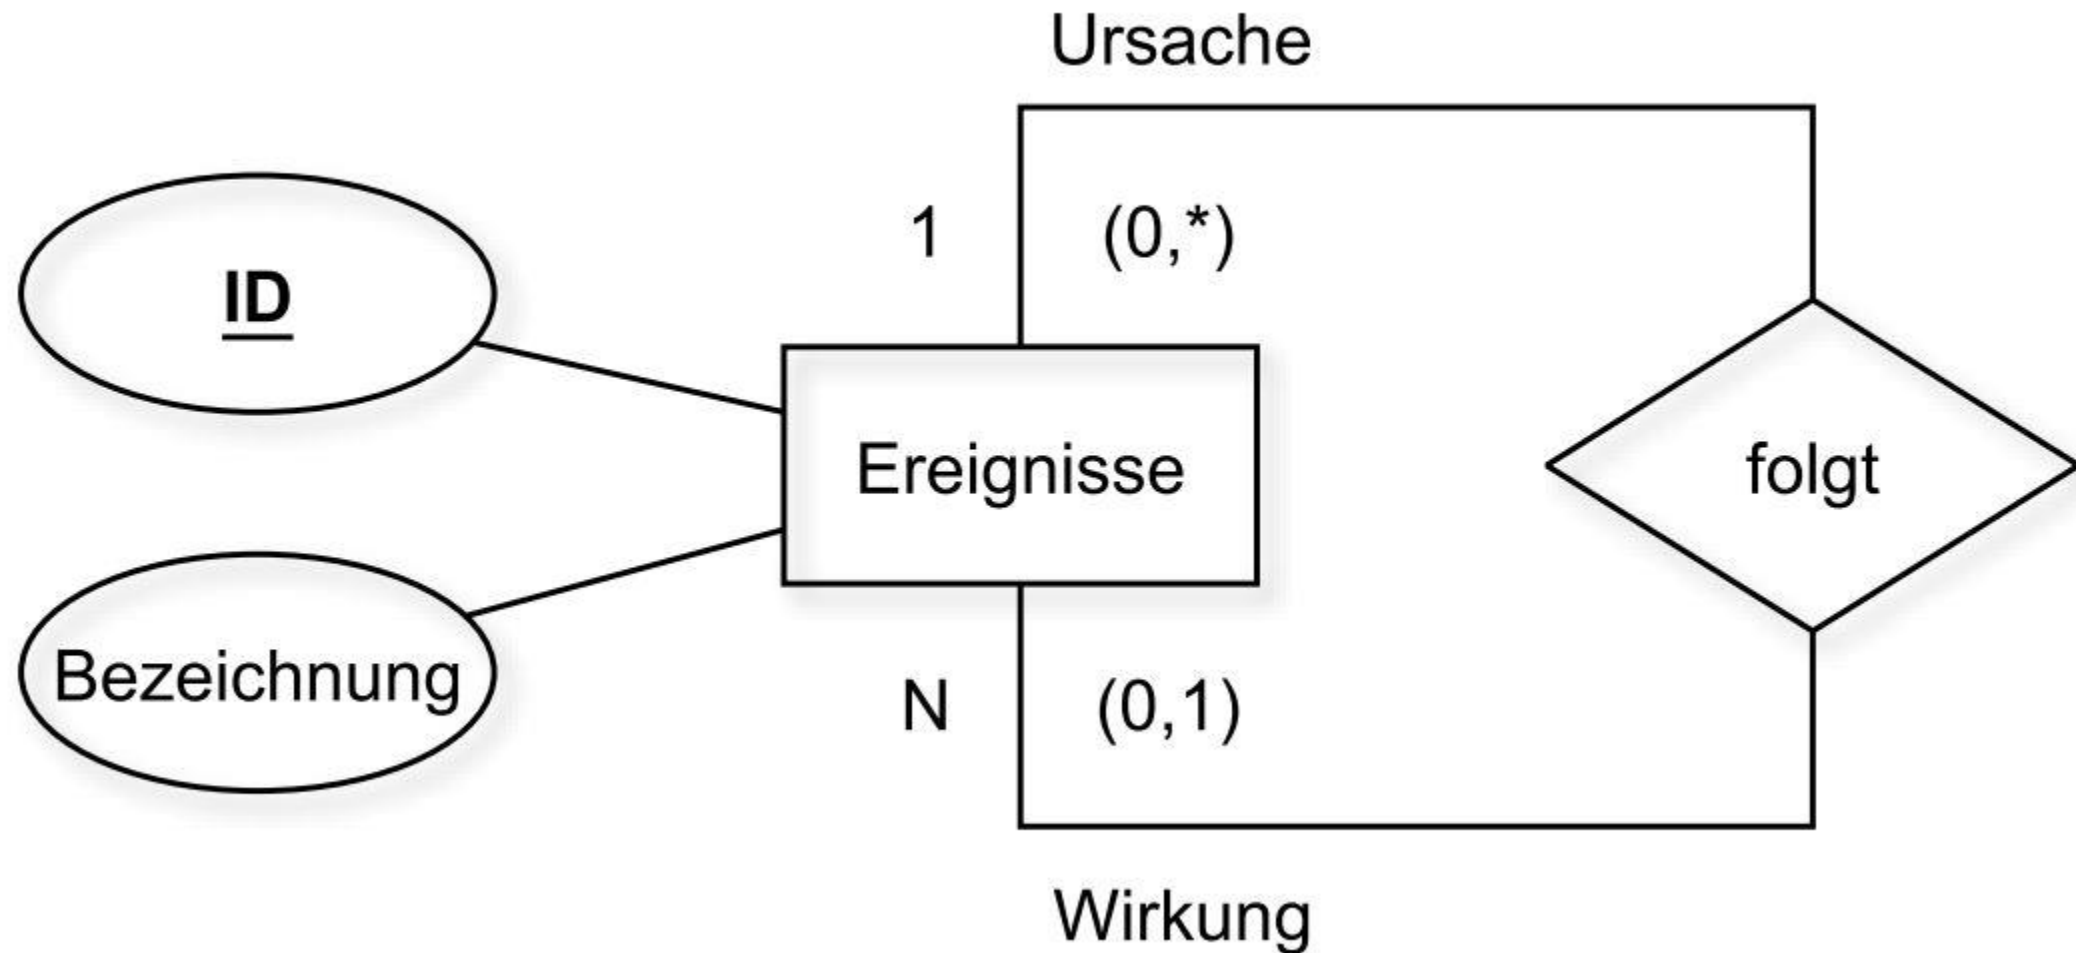 Ursache
1
(0,*)
ID
Ereignisse
folgt
Bezeichnung
N
(0,1)
Wirkung